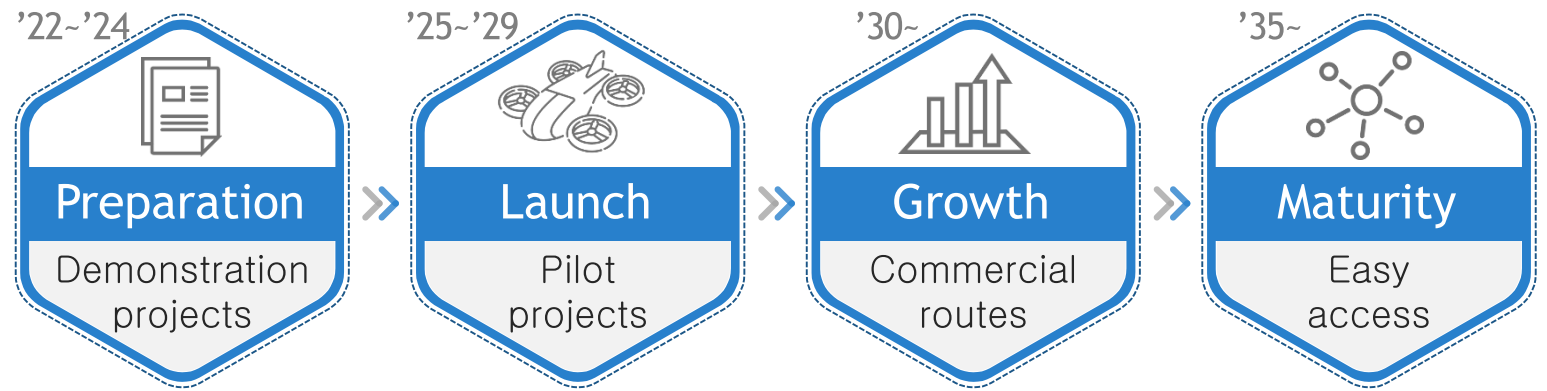 ’22~’24
Preparation
Demonstration
projects
’25~’29
Launch
Pilot
projects
’30~
Growth
Commercial
routes
’35~
Maturity
Easy
access